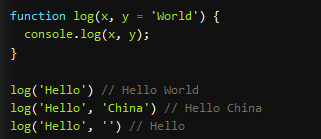 function log(x, y = 'World') {
  console.log(x, y);
}

log('Hello') // Hello World
log('Hello', 'China') // Hello China
log('Hello', '') // Hello